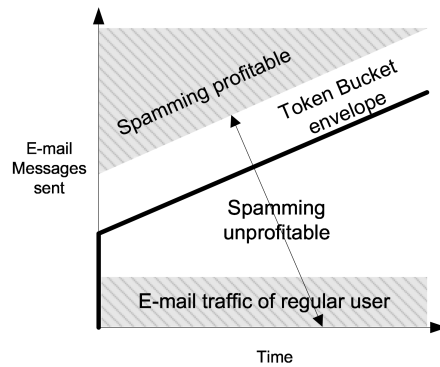 Spamming profitable
Token Bucket
envelope
E-mail
Messages
sent
Spamming
unprofitable
E-mail traffic of regular user
Time